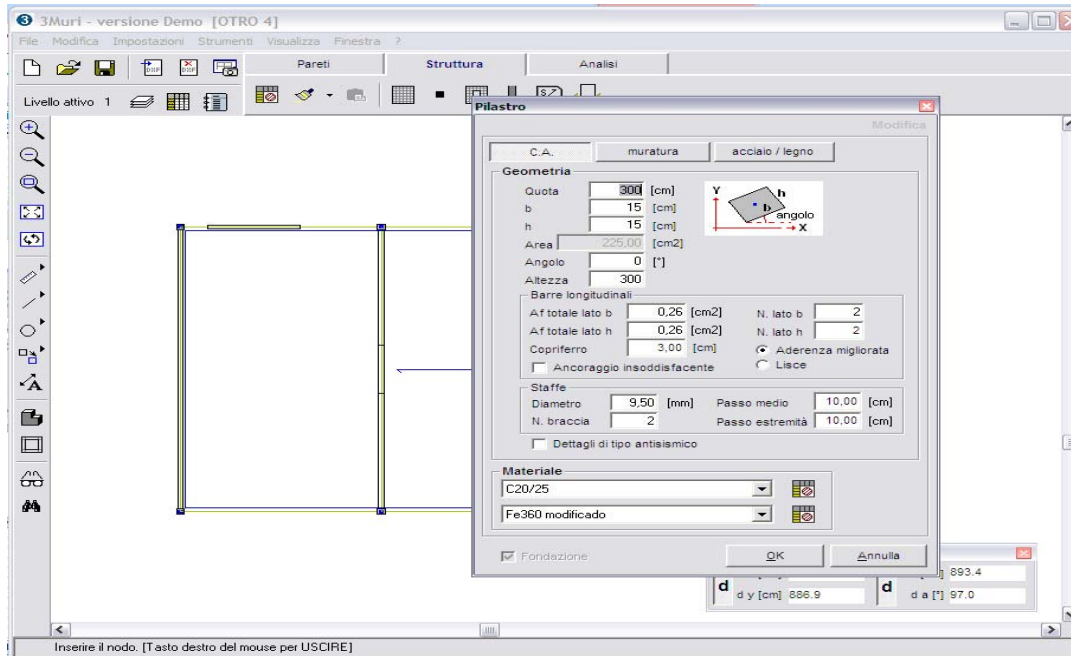 3Muri - versione Demo [OTRO 4]
File Modifica Impostazioni Strumenti Visualizza Finestra ?
Pareti Struttura Analisi
Livello attivo 1
Pilastro
Modifica
C.A. muratura acciaio / legno
Geometria
Quota 300 [cm]
b 15 [cm]
h 15 [cm]
Area 225,00 [cm2]
Angolo 0 [°]
Altezza 300
Y h b angolo X
Barre longitudinali
Af totale lato b 0,26 [cm2] N. lato b 2
Af totale lato h 0,26 [cm2] N. lato h 2
Copriferro 3,00 [cm] Aderenza migliorata
Ancoraggio insoddisfacente Lisce
Staffe
Diametro 9,50 [mm] Passo medio 10,00 [cm]
N. braccia 2 Passo estremità 10,00 [cm]
Dettagli di tipo antisismico
Materiale
C20/25
Fe360 modificado
Fondazione OK Annulla
893.4
d d y [cm] 886.9 d d a [°] 97.0
Inserire il nodo. [Tasto destro del mouse per USCIRE]